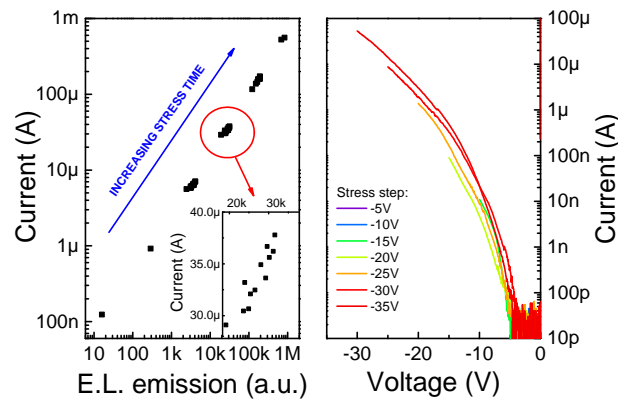 1m
100µ
10µ
1µ
100n
Current (A)
INCREASING STRESS TIME
10
100
1k
10k
100k
1M
E.L. emission (a.u.)
20k
30k
40.0µ
35.0µ
30.0µ
Current (A)
100µ
10µ
1µ
100n
10n
1n
100p
10p
Current (A)
Stress step:
-5V
-10V
-15V
-20V
-25V
-30V
-35V
-30
-20
-10
0
Voltage (V)